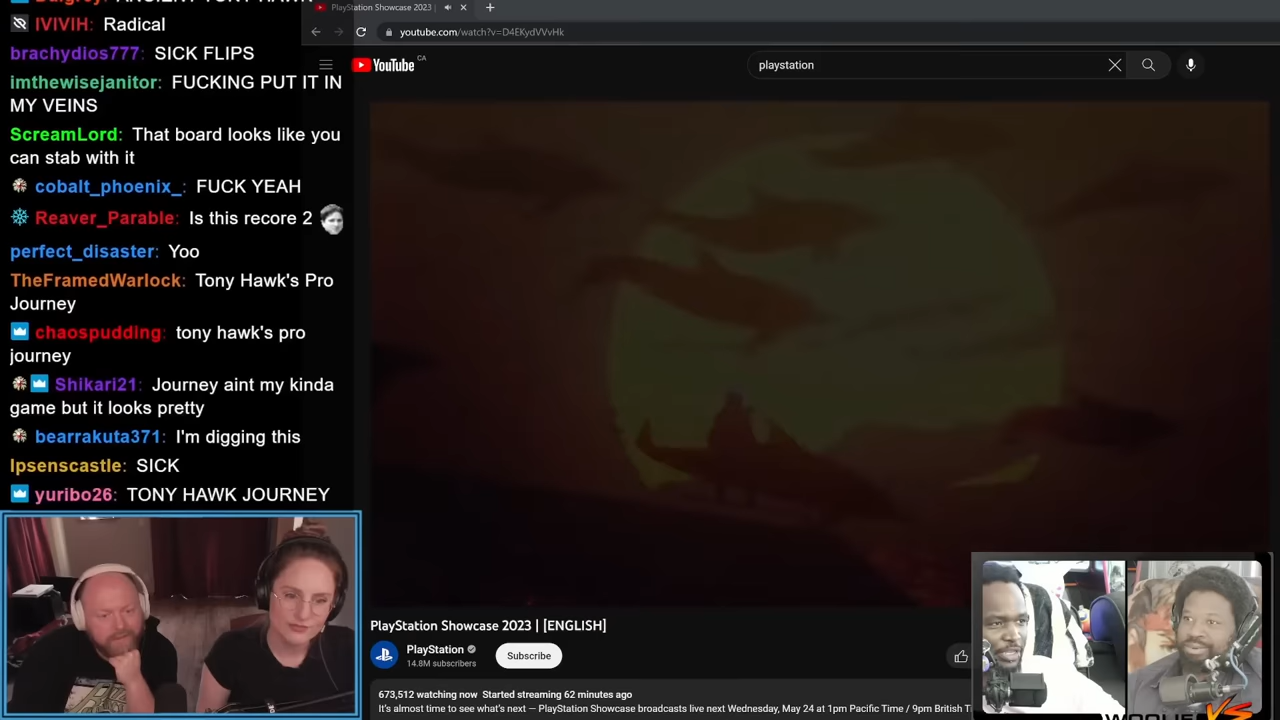 IVIVIH: Radical
brachydios777: SICK FLIPS
imthewisejanitor: FUCKING PUT IT IN
MY VEINS
ScreamLord: That board looks like you
can stab with it
cobalt_phoenix_: FUCK YEAH
Reaver_Parable: Is this recore 2
perfect_disaster: Yoo
TheFramedWarlock: Tony Hawk's Pro
Journey
chaospudding: tony hawk's pro
journey
Shikari21: Journey aint my kinda
game but it looks pretty
bearrakuta371: I'm digging this
Ipsenscastle: SICK
yuribo26: TONY HAWK JOURNEY
PlayStation Showcase 2023 |
youtube.com/watch?v=D4EKydVVvHk
YouTube CA
playstation
PlayStation Showcase 2023 | [ENGLISH]
PlayStation
14.8M subscribers
Subscribe
673,512 watching now Started streaming 62 minutes ago
It's almost time to see what's next — PlayStation Showcase broadcasts live next Wednesday, May 24 at 1pm Pacific Time / 9pm British T
VS